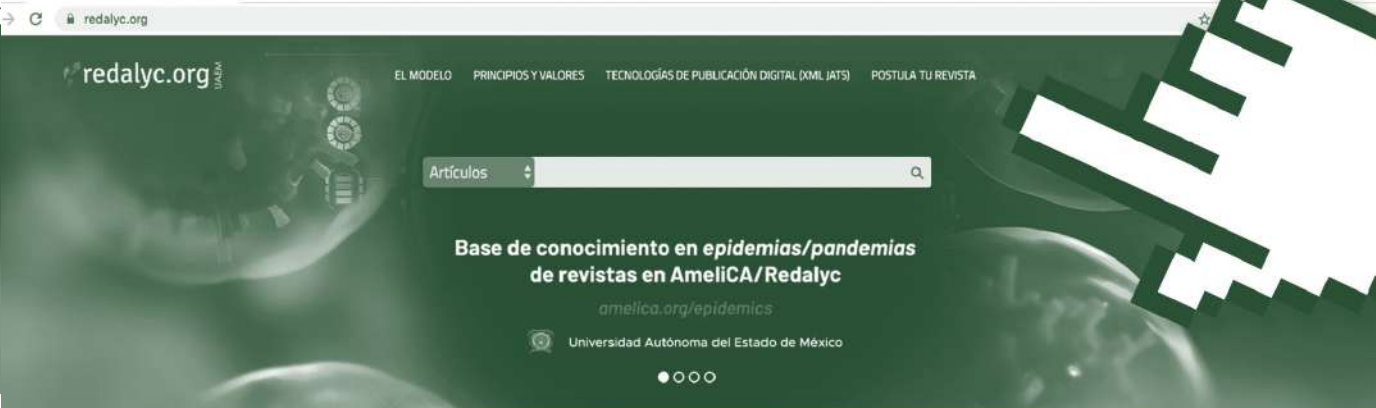 redalyc.org
redalyc.org UAEM
EL MODELO PRINCIPIOS Y VALORES TECNOLOGÍAS DE PUBLICACIÓN DIGITAL (XML JATS) POSTULA TU REVISTA
Artículos
Base de conocimiento en epidemias/pandemias
de revistas en AmeliCA/Redalyc
amelica.org/epidemics
Universidad Autónoma del Estado de México